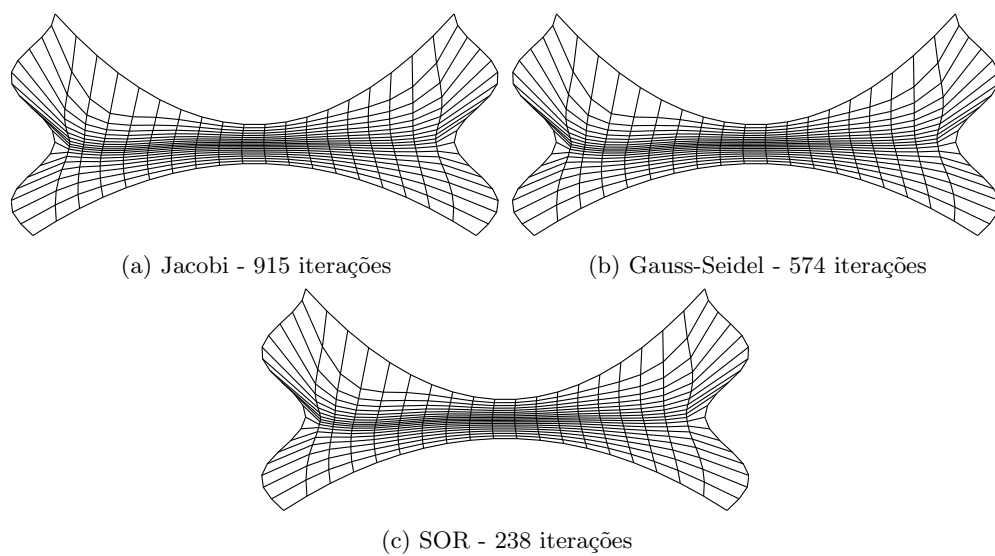 (a) Jacobi - 915 iterações
(b) Gauss-Seidel - 574 iterações
(c) SOR - 238 iterações